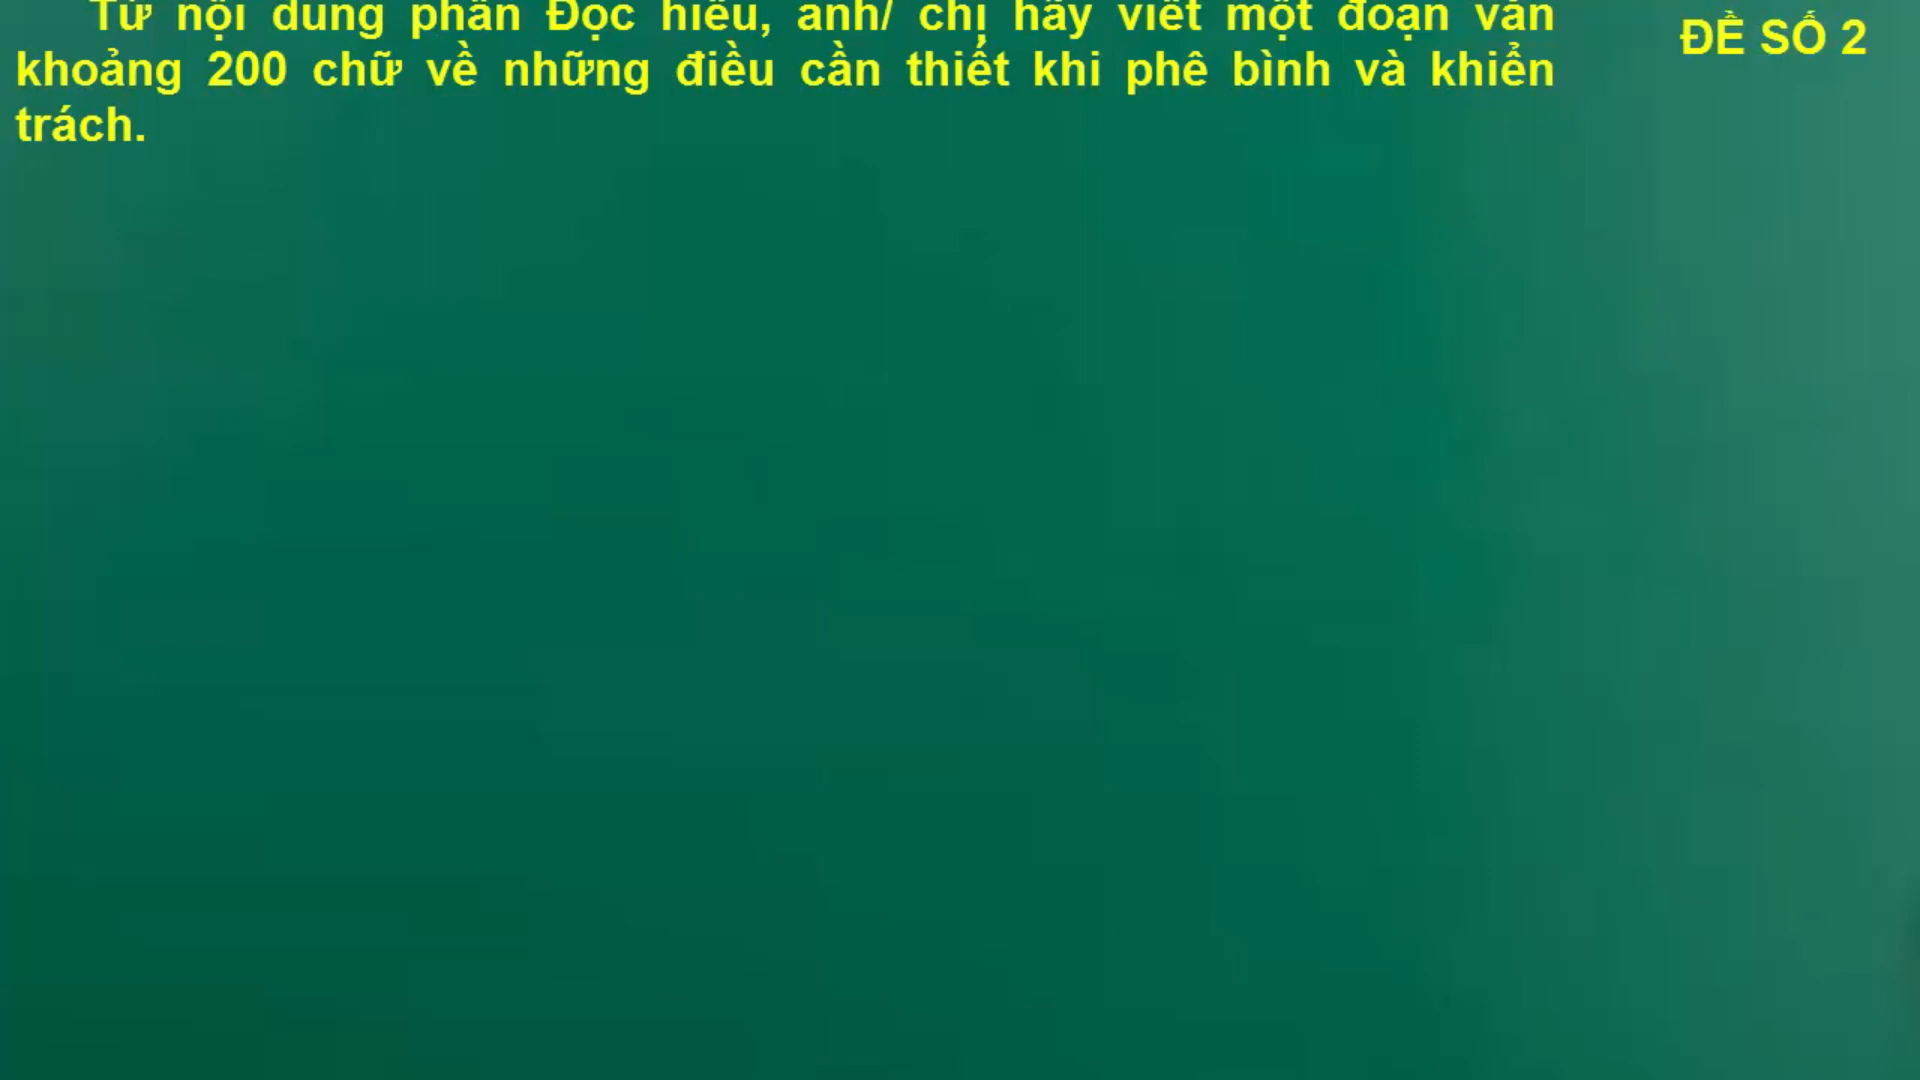 Từ nội dung phần Đọc hiểu, anh/ chị hãy viết một đoạn văn
khoảng 200 chữ về những điều cần thiết khi phê bình và khiển
trách.
ĐỀ SỐ 2